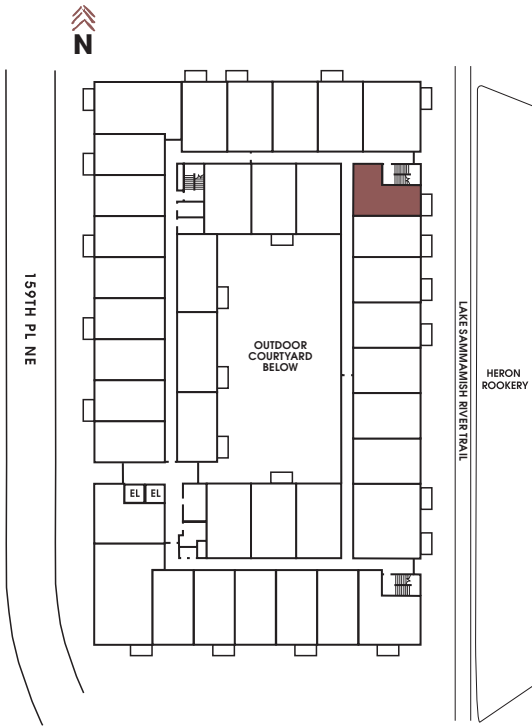 N
159TH PL NE
OUTDOOR
COURTYARD
BELOW
LAKE SAMMAMISH RIVER TRAIL
HERON
ROOKERY
EL EL